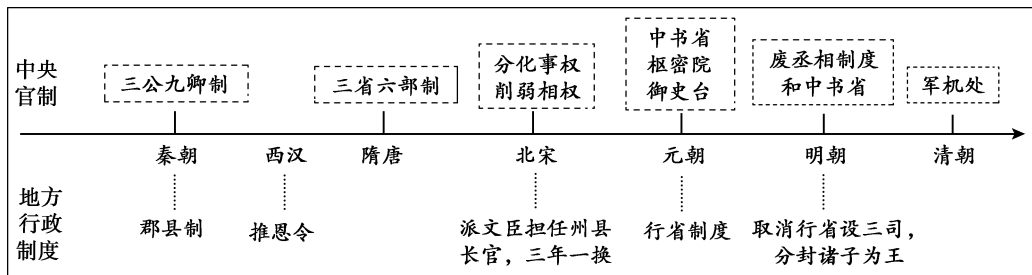 中央
官制
三公九卿制
三省六部制
分化事权
削弱相权
中书省
枢密院
御史台
废丞相制度
和中书省
军机处
秦朝
西汉
隋唐
北宋
元朝
明朝
清朝
地方
行政
制度
郡县制
推恩令
派文臣担任州县
长官，三年一换
行省制度
取消行省设三司，
分封诸子为王